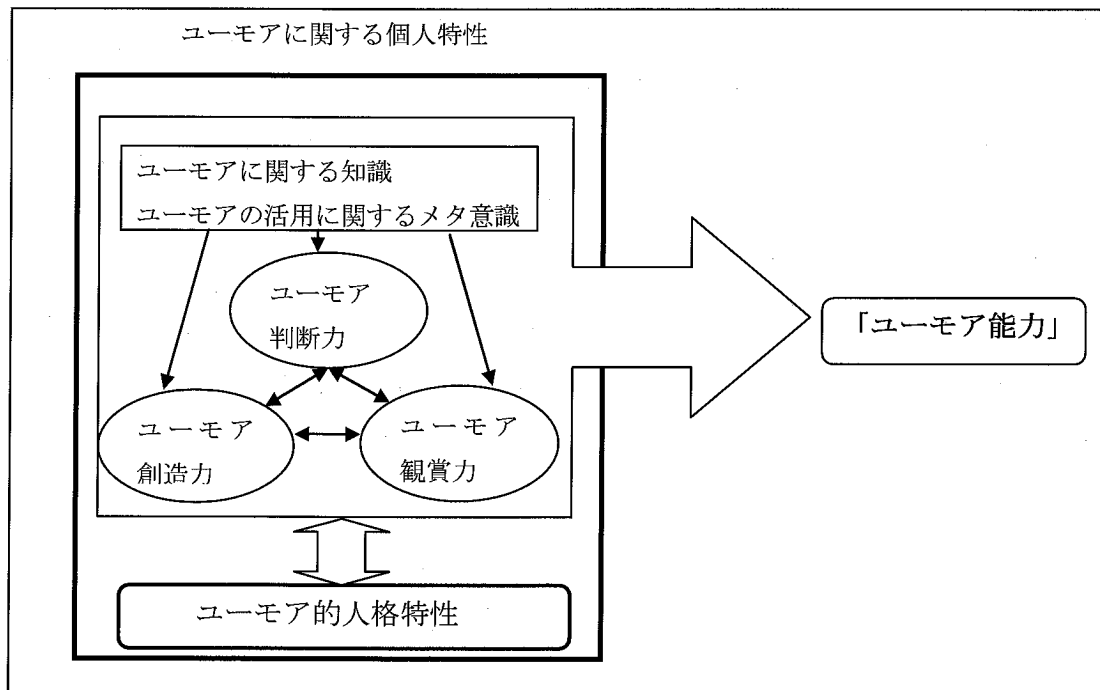 ユーモアに関する個人特性
ユーモアに関する知識
ユーモアの活用に関するメタ意識
ユーモア
判断力
ユーモア
創造力
ユーモア
観賞力
「ユーモア能力」
ユーモア的人格特性